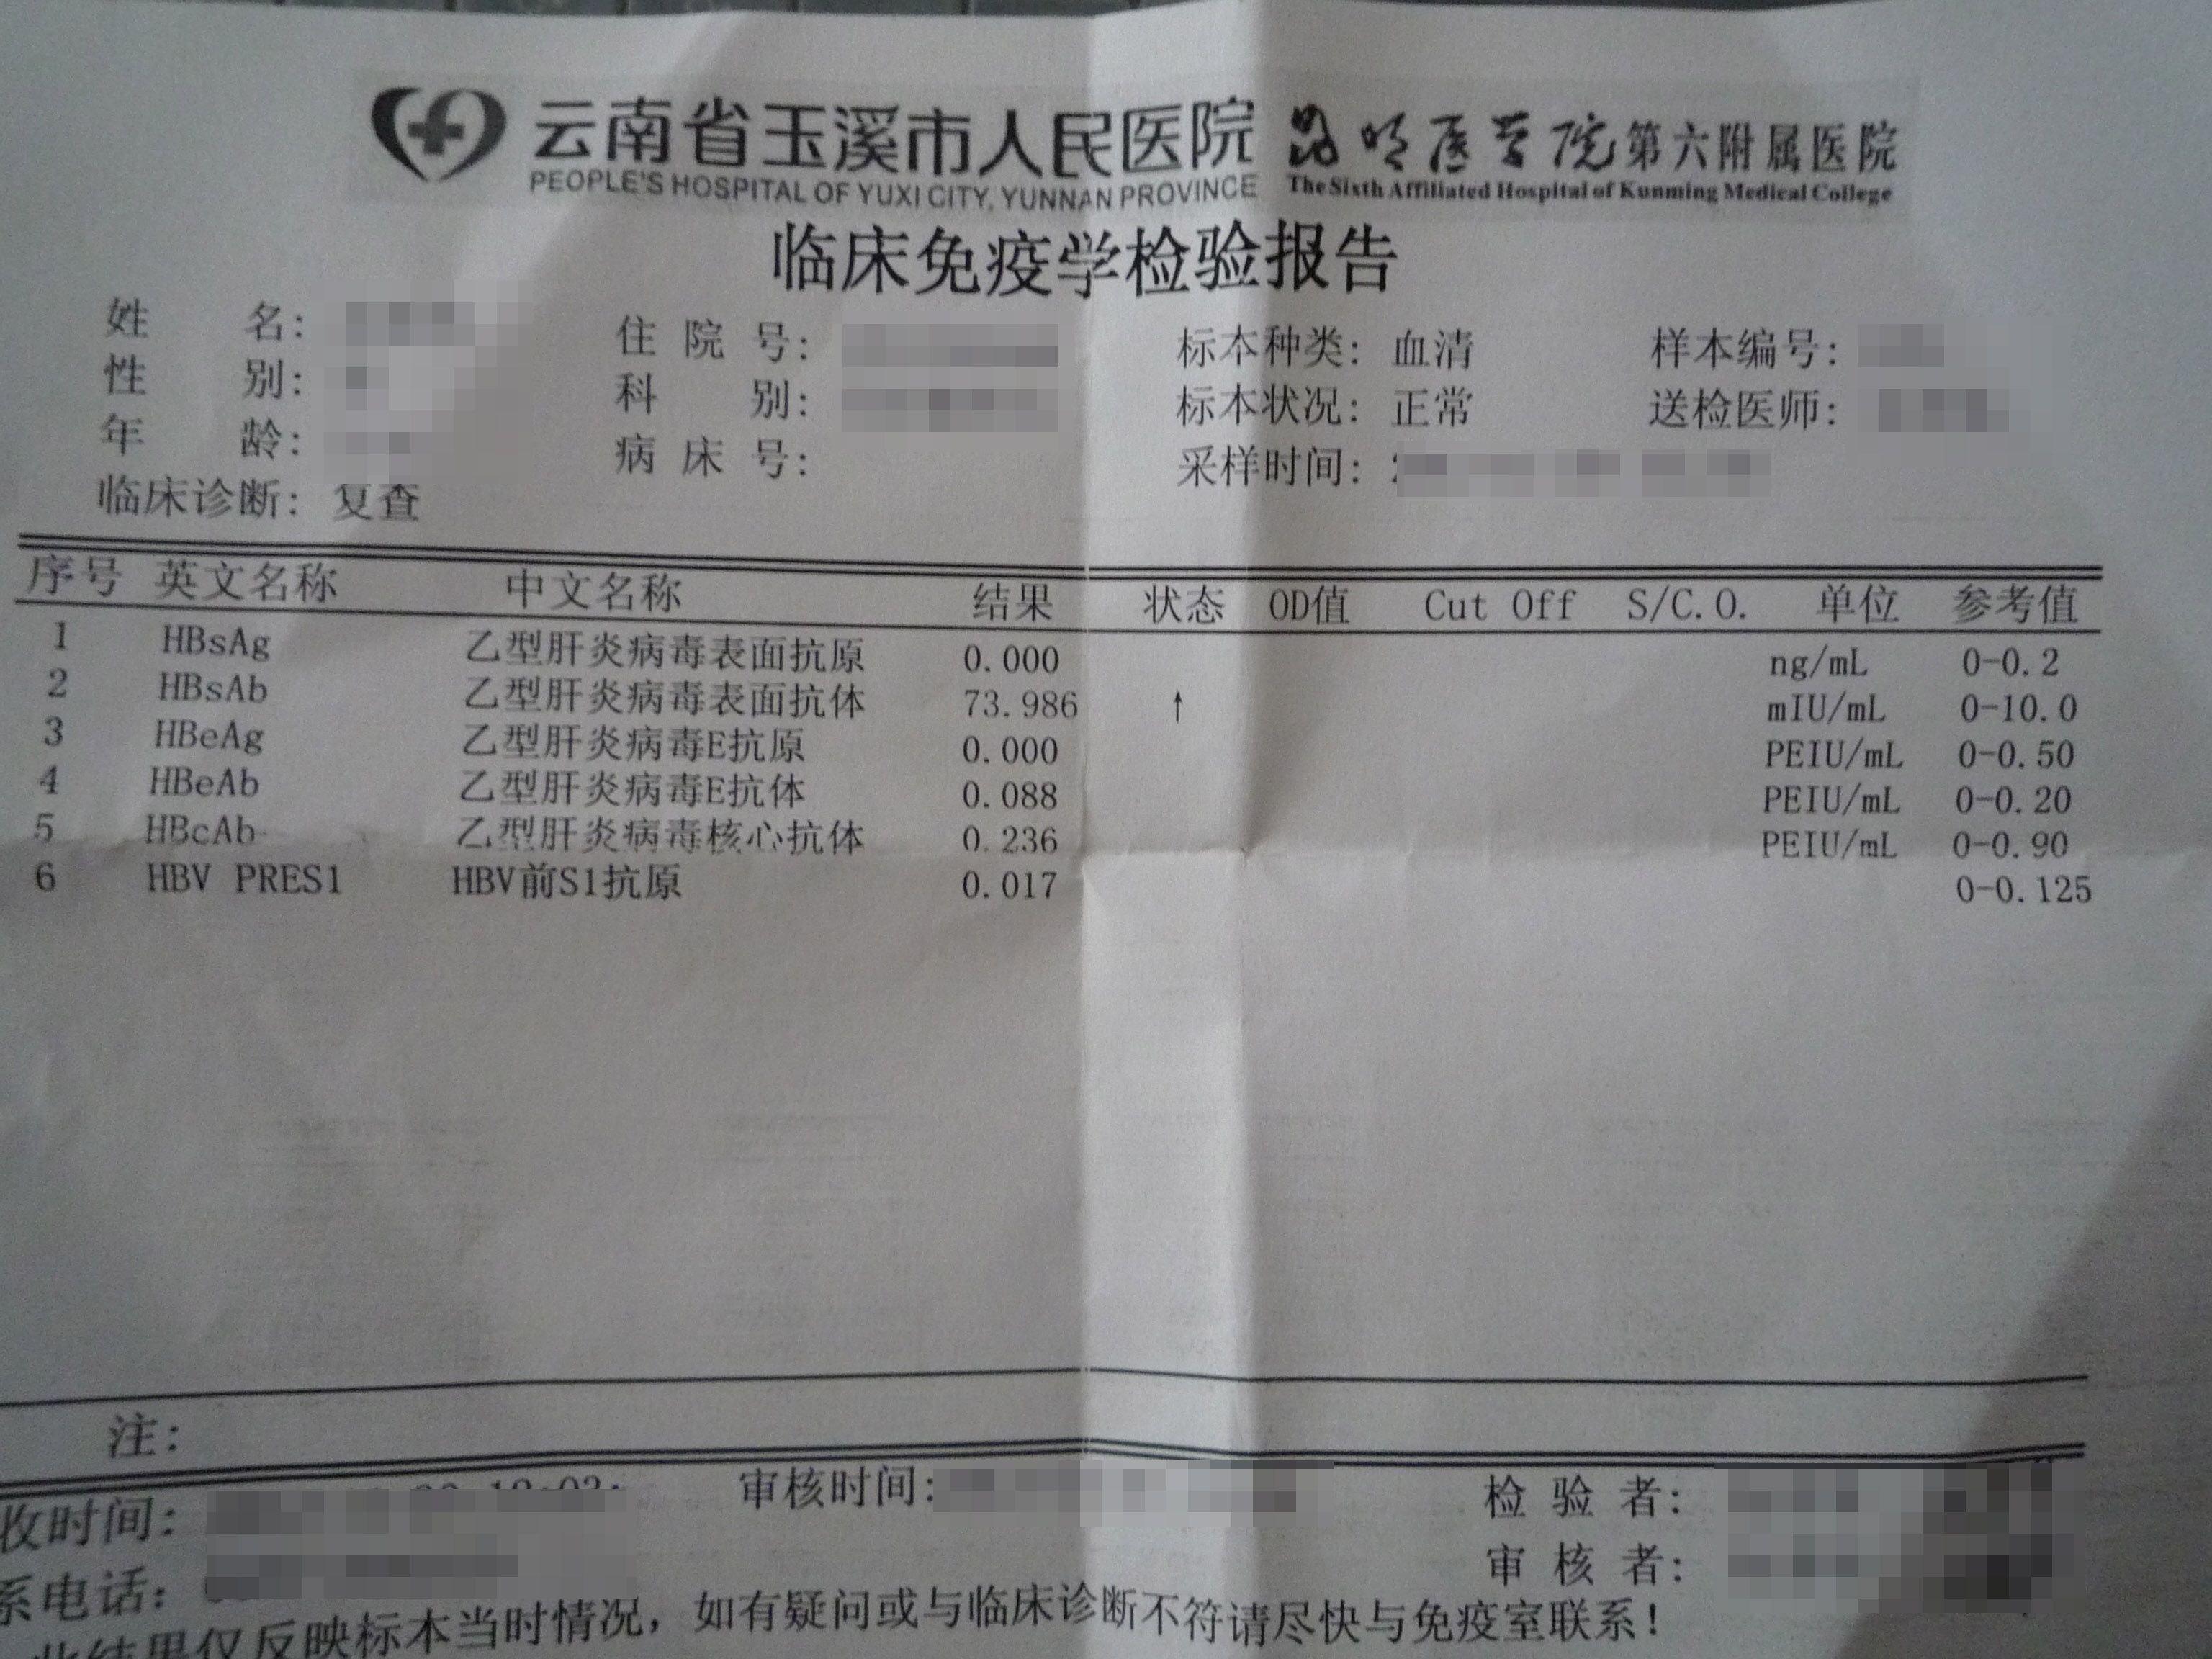 云南省玉溪市人民医院 昆明医学院第六附属医院
PEOPLE'S HOSPITAL OF YUXI CITY, YUNNAN PROVINCE The Sixth Affiliated Hospital of Kunming Medical College
临床免疫学检验报告
姓 名: 住 院 号: 标本种类: 血清 样本编号:
性 别: 科 别: 标本状况: 正常 送检医师:
年 龄: 病 床 号: 采样时间:
临床诊断: 复查
序号 英文名称 中文名称 结果 状态 OD值 Cut Off S/C.O. 单位 参考值
1 HBsAg 乙型肝炎病毒表面抗原 0.000 ng/mL 0-0.2
2 HBsAb 乙型肝炎病毒表面抗体 73.986 ↑ mIU/mL 0-10.0
3 HBeAg 乙型肝炎病毒E抗原 0.000 PEIU/mL 0-0.50
4 HBeAb 乙型肝炎病毒E抗体 0.088 PEIU/mL 0-0.20
5 HBcAb 乙型肝炎病毒核心抗体 0.236 PEIU/mL 0-0.90
6 HBV PRES1 HBV前S1抗原 0.017 0-0.125
注:
收时间: 审核时间: 检 验 者:
系电话: 审 核 者:
此结果仅反映标本当时情况，如有疑问或与临床诊断不符请尽快与免疫室联系!